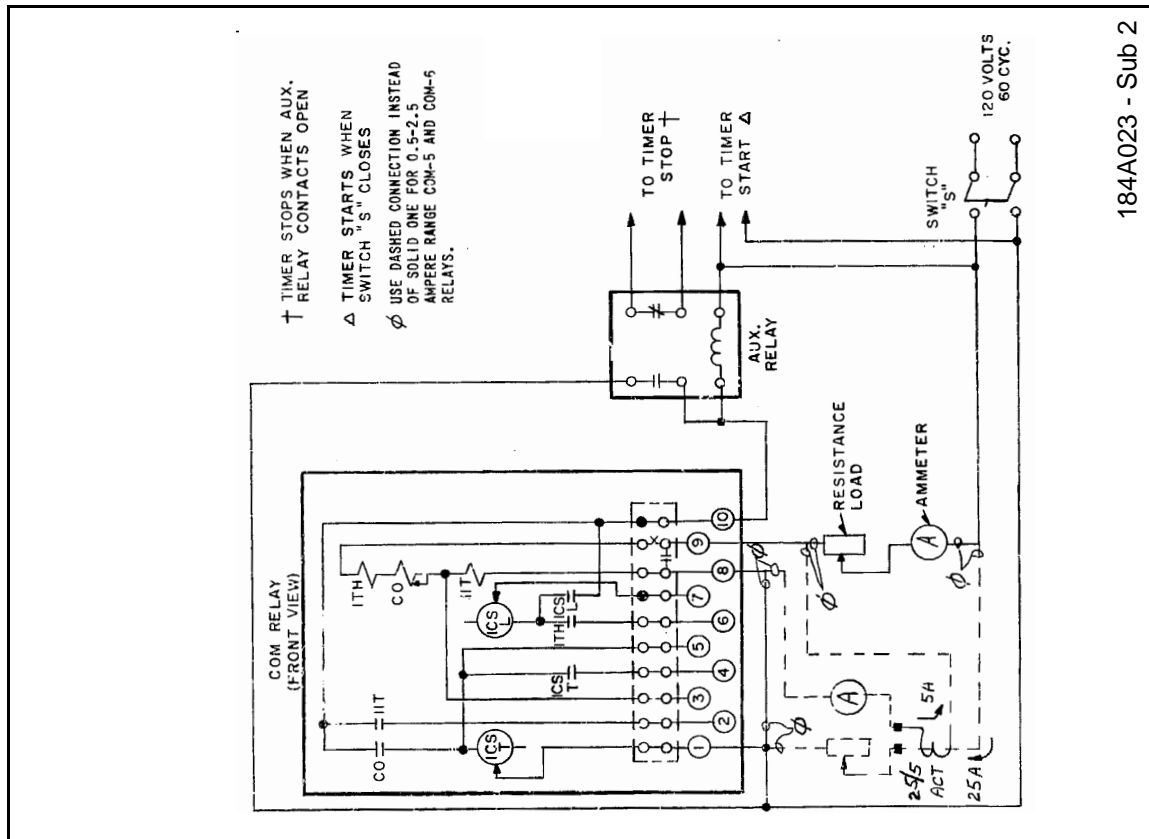 184A023 - Sub 2
† TIMER STOPS WHEN AUX.
RELAY CONTACTS OPEN
Δ TIMER STARTS WHEN
SWITCH "S" CLOSES
ϕ USE DASHED CONNECTION INSTEAD
OF SOLID ONE FOR 0.5-2.5
AMPERE RANGE COM-5 AND COM-6
RELAYS.
TO TIMER
STOP †
TO TIMER
START Δ
120 VOLTS
60 CYC.
SWITCH
"S"
AUX.
RELAY
COM RELAY
(FRONT VIEW)
ITH
CO
IIT
CO
IIT
ICS
T
ICS
T
ICS
L
ITH
ICS
L
X
1
2
3
4
5
6
7
8
9
10
RESISTANCE
LOAD
AMMETER
A
A
ϕ
ϕ
ϕ
ϕ
ϕ
25/5
ACT
5A
25A